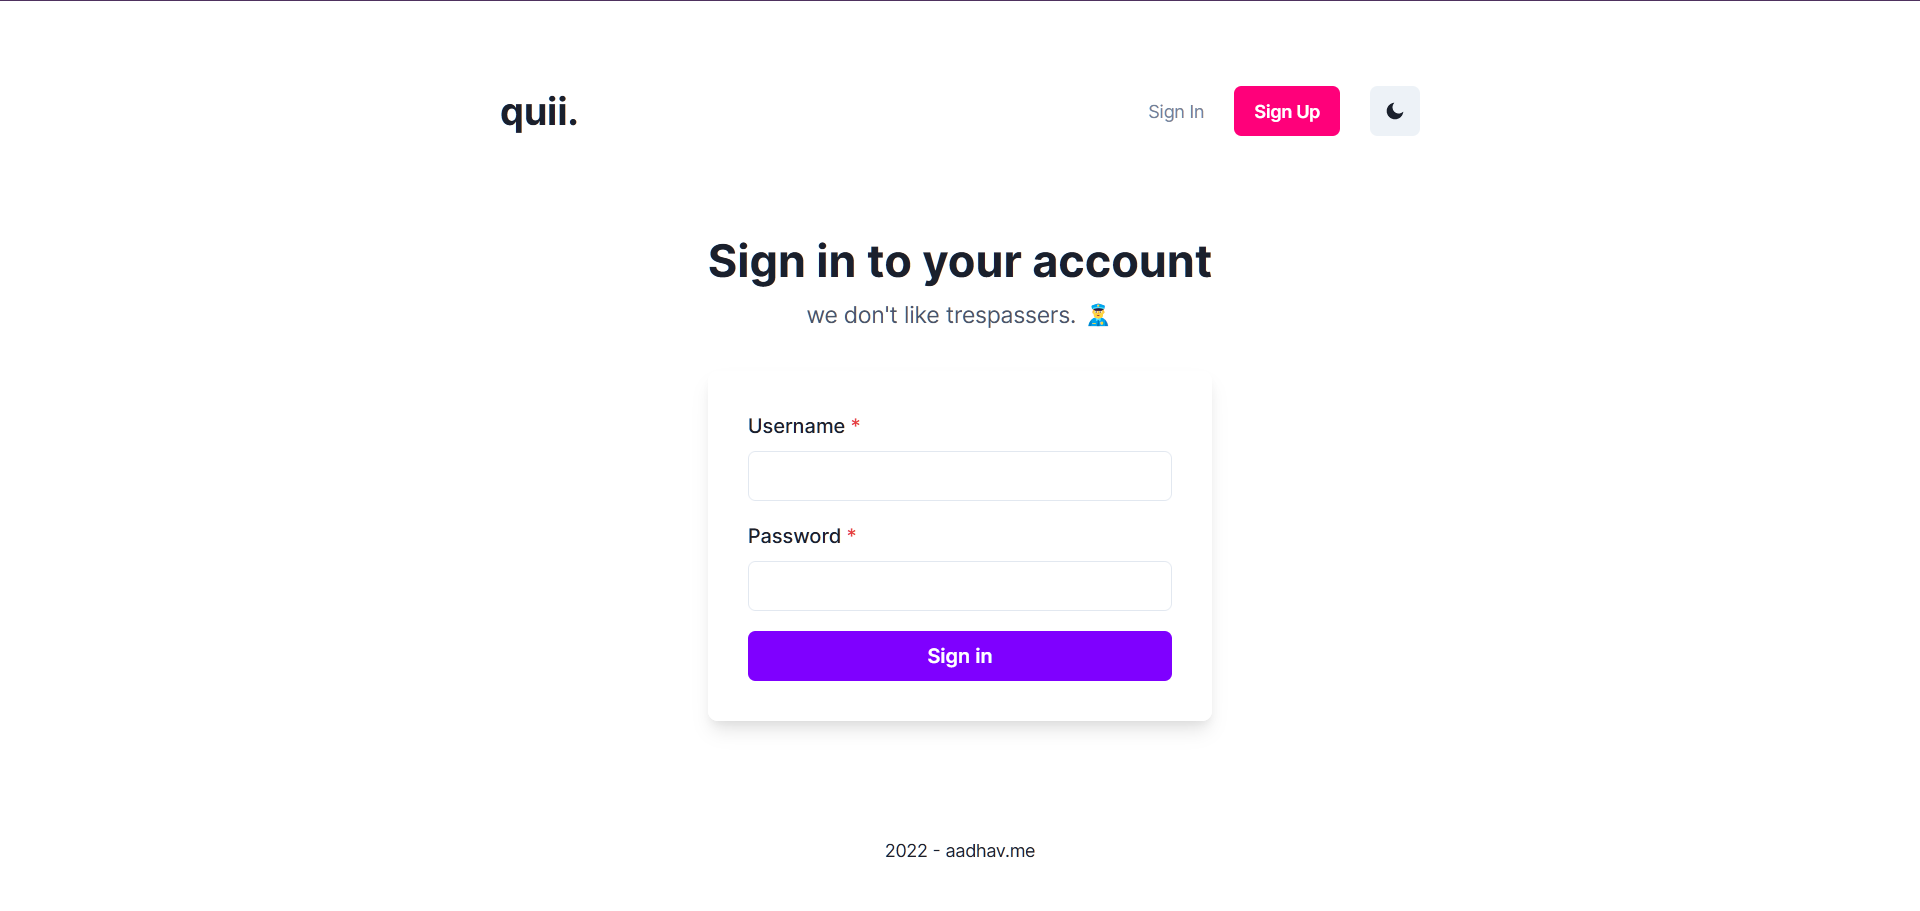 quii.
Sign In
Sign Up
Sign in to your account
we don't like trespassers. 👮
Username *
Password *
Sign in
2022 - aadhav.me